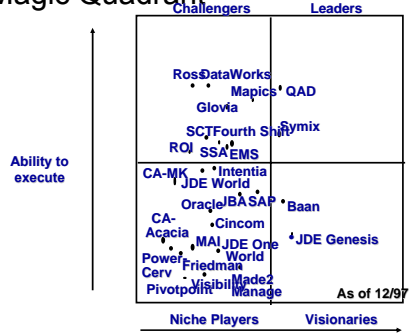 Magic Quadrant
Challengers Leaders
Ross DataWorks
Mapics QAD
Glovia
SCT Fourth Shift Symix
ROI SSA EMS
Ability to
execute
CA-MK Intentia
JDE World
Oracle JBA SAP Baan
CA-
Acacia
Cincom
MAI JDE One
World
JDE Genesis
Power-
Cerv
Friedman
Visibility
Made2
Manage
Pivotpoint
As of 12/97
Niche Players Visionaries